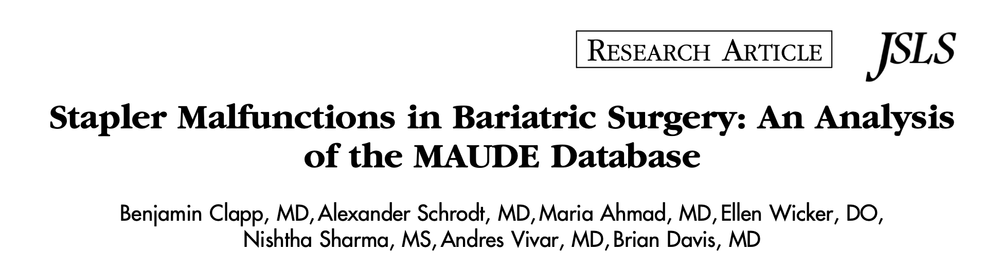 RESEARCH ARTICLE
JSLS
Stapler Malfunctions in Bariatric Surgery: An Analysis
of the MAUDE Database
Benjamin Clapp, MD, Alexander Schrodt, MD, Maria Ahmad, MD, Ellen Wicker, DO,
Nishtha Sharma, MS, Andres Vivar, MD, Brian Davis, MD